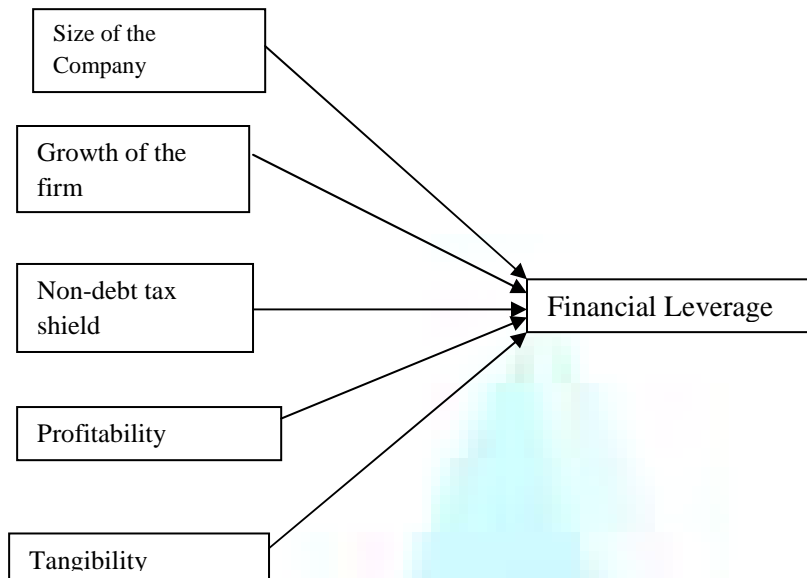 Size of the
Company
Growth of the
firm
Non-debt tax
shield
Financial Leverage
Profitability
Tangibility